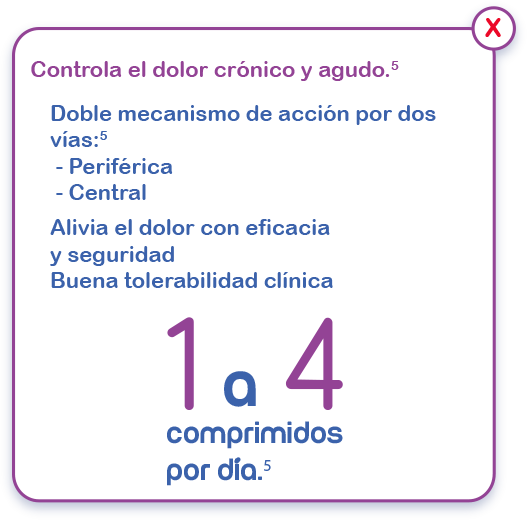 X
Controla el dolor crónico y agudo.⁵
Doble mecanismo de acción por dos
vías:⁵
- Periférica
- Central
Alivia el dolor con eficacia
y seguridad
Buena tolerabilidad clínica
1 a 4
comprimidos
por día.⁵